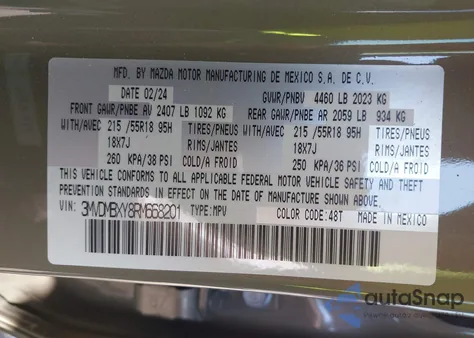 MFD. BY MAZDA MOTOR MANUFACTURING DE MEXICO S.A. DE C.V.
DATE 02/24 GVWR/PNBV 4460 LB 2023 KG
FRONT GAWR/PNBE AV 2407 LB 1092 KG REAR GAWR/PNBE AR 2059 LB 934 KG
WITH/AVEC 215 /55R18 95H TIRES/PNEUS WITH/AVEC 215 /55R18 95H TIRES/PNEUS
18X7J RIMS/JANTES 18X7J RIMS/JANTES
260 KPA/38 PSI COLD/A FROID 250 KPA/36 PSI COLD/A FROID
THIS VEHICLE CONFORMS TO ALL APPLICABLE FEDERAL MOTOR VEHICLE SAFETY AND THEFT
PREVENTION STANDARDS IN EFFECT ON THE DATE OF MANUFACTURE SHOWN ABOVE.
VIN: 3MVDMBXY8RM663201 TYPE: MPV COLOR CODE: 48T MADE IN MEXICO
autoSnap